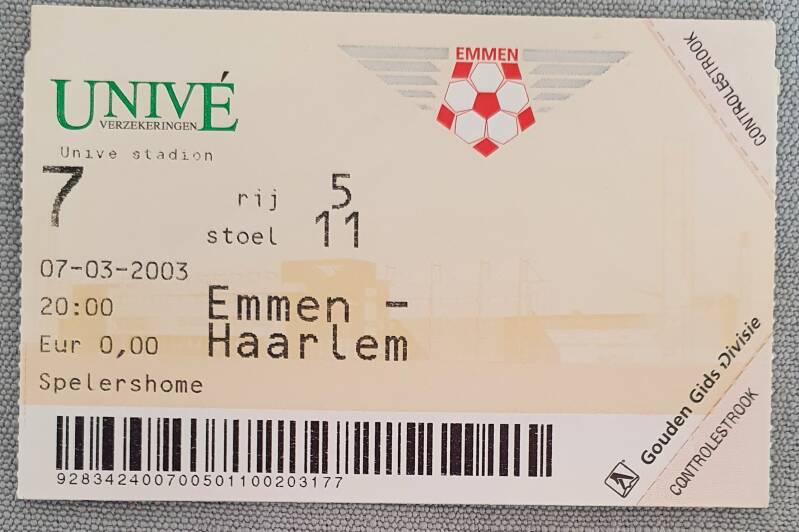 EMMEN
CONTROLESTROOK
UNIVÉ
VERZEKERINGEN
Unive stadion
7
rij 5
stoel 11
07-03-2003
20:00
Eur 0,00
Emmen -
Haarlem
Spelershome
928342400700501100203177
Gouden Gids Divisie
CONTROLESTROOK